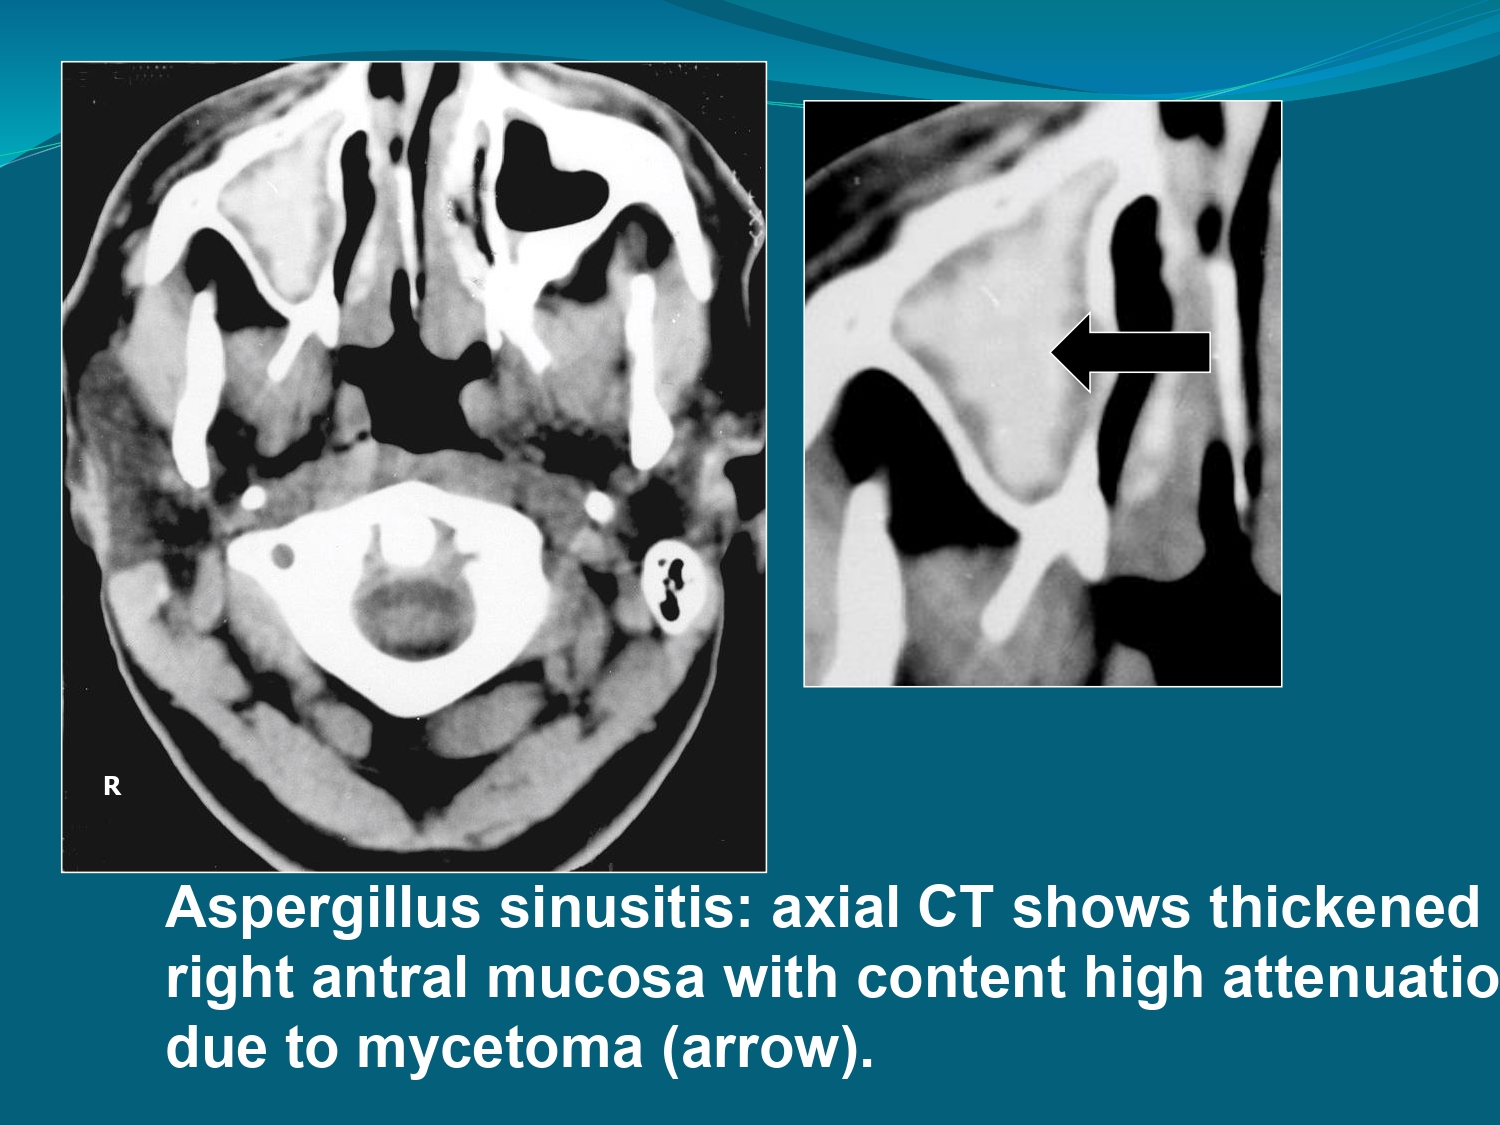 R
Aspergillus sinusitis: axial CT shows thickened
right antral mucosa with content high attenuatio
due to mycetoma (arrow).